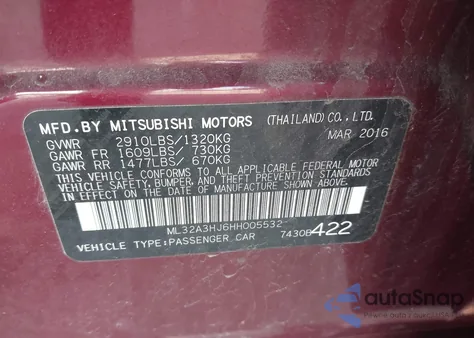 MFD.BY MITSUBISHI MOTORS (THAILAND)CO.,LTD.
MAR 2016
GVWR 2910LBS/1320KG
GAWR FR 1609LBS/ 730KG
GAWR RR 1477LBS/ 670KG
THIS VEHICLE CONFORMS TO ALL APPLICABLE FEDERAL MOTOR
VEHICLE SAFETY, BUMPER, AND THEFT PREVENTION STANDARDS
IN EFFECT ON THE DATE OF MANUFACTURE SHOWN ABOVE.
ML32A3HJ6HH005532
VEHICLE TYPE:PASSENGER CAR 7430B422
autoSnap